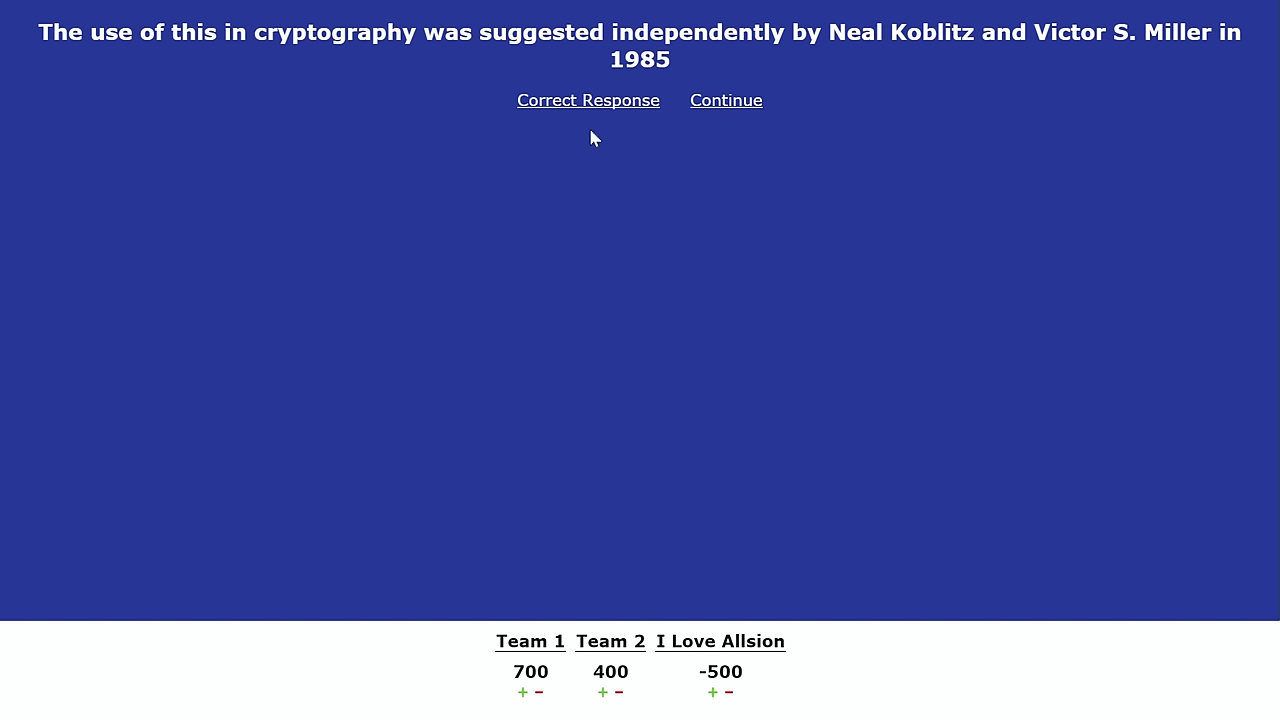 The use of this in cryptography was suggested independently by Neal Koblitz and Victor S. Miller in
1985
Correct Response Continue
Team 1 Team 2 I Love Allsion
700 400 -500
+ - + - + -